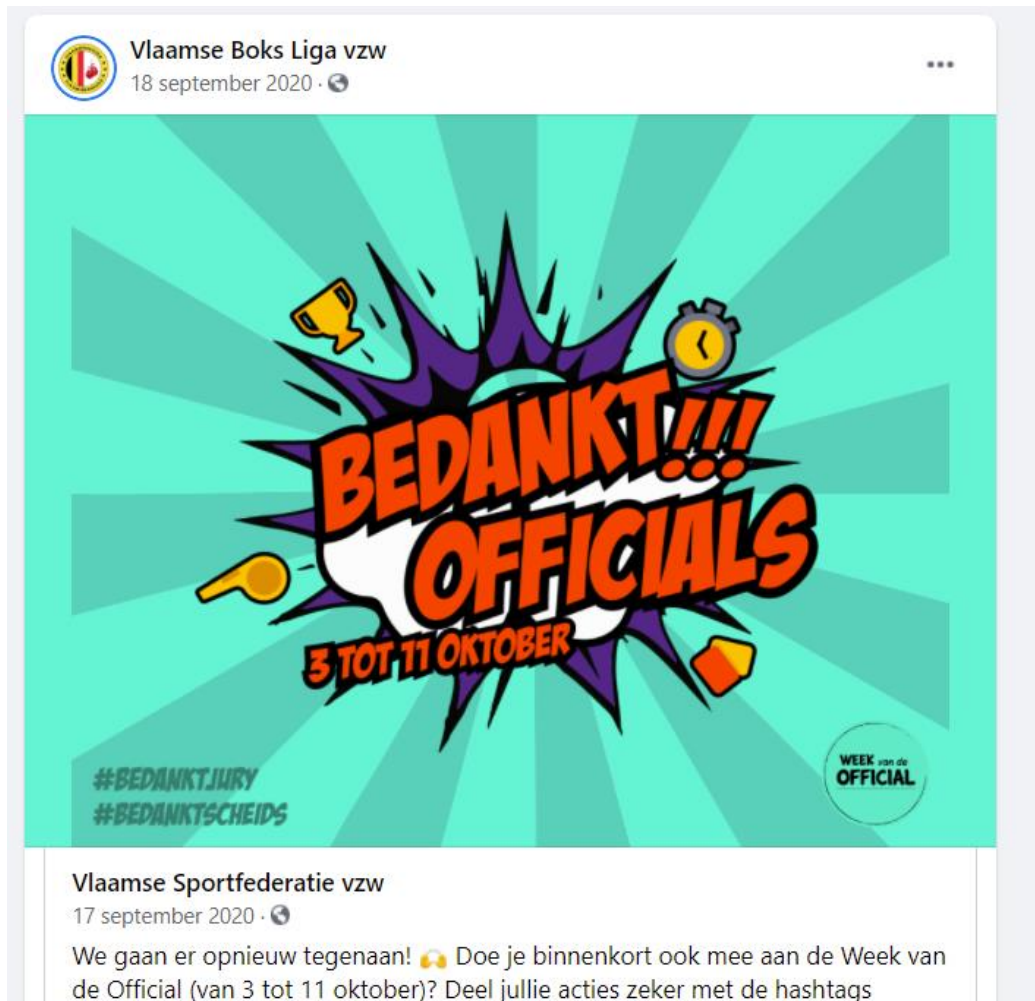 Vlaamse Boks Liga vzw
18 september 2020 ·
BEDANKT!!!
OFFICIALS
3 TOT 11 OKTOBER
#BEDANKTJURY
#BEDANKTSCHEIDS
WEEK van de
OFFICIAL
Vlaamse Sportfederatie vzw
17 september 2020 ·
We gaan er opnieuw tegenaan! 🙌 Doe je binnenkort ook mee aan de Week van
de Official (van 3 tot 11 oktober)? Deel jullie acties zeker met de hashtags